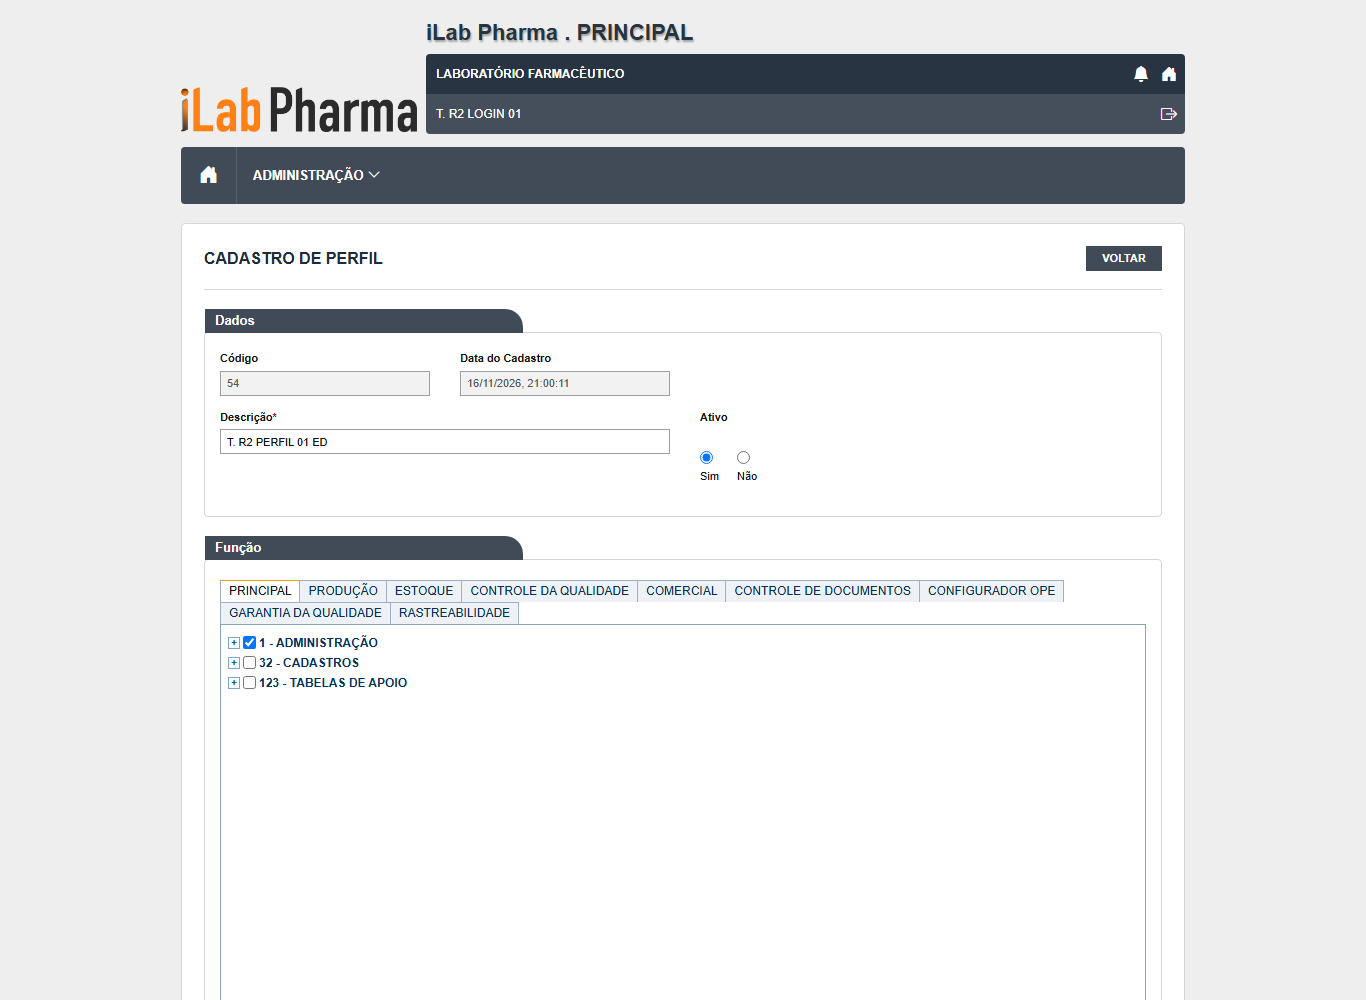 iLab Pharma . PRINCIPAL
LABORATÓRIO FARMACÊUTICO
iLab Pharma
T. R2 LOGIN 01
ADMINISTRAÇÃO
CADASTRO DE PERFIL
VOLTAR
Dados
Código
Data do Cadastro
54
16/11/2026, 21:00:11
Descrição*
Ativo
T. R2 PERFIL 01 ED
Sim
Não
Função
PRINCIPAL PRODUÇÃO ESTOQUE CONTROLE DA QUALIDADE COMERCIAL CONTROLE DE DOCUMENTOS CONFIGURADOR OPE
GARANTIA DA QUALIDADE RASTREABILIDADE
1 - ADMINISTRAÇÃO
32 - CADASTROS
123 - TABELAS DE APOIO